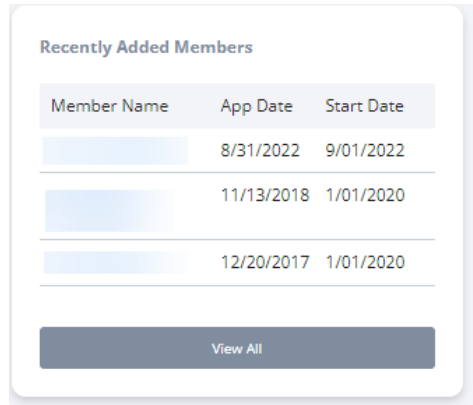 Recently Added Members
Member Name App Date Start Date
8/31/2022 9/01/2022
11/13/2018 1/01/2020
12/20/2017 1/01/2020
View All